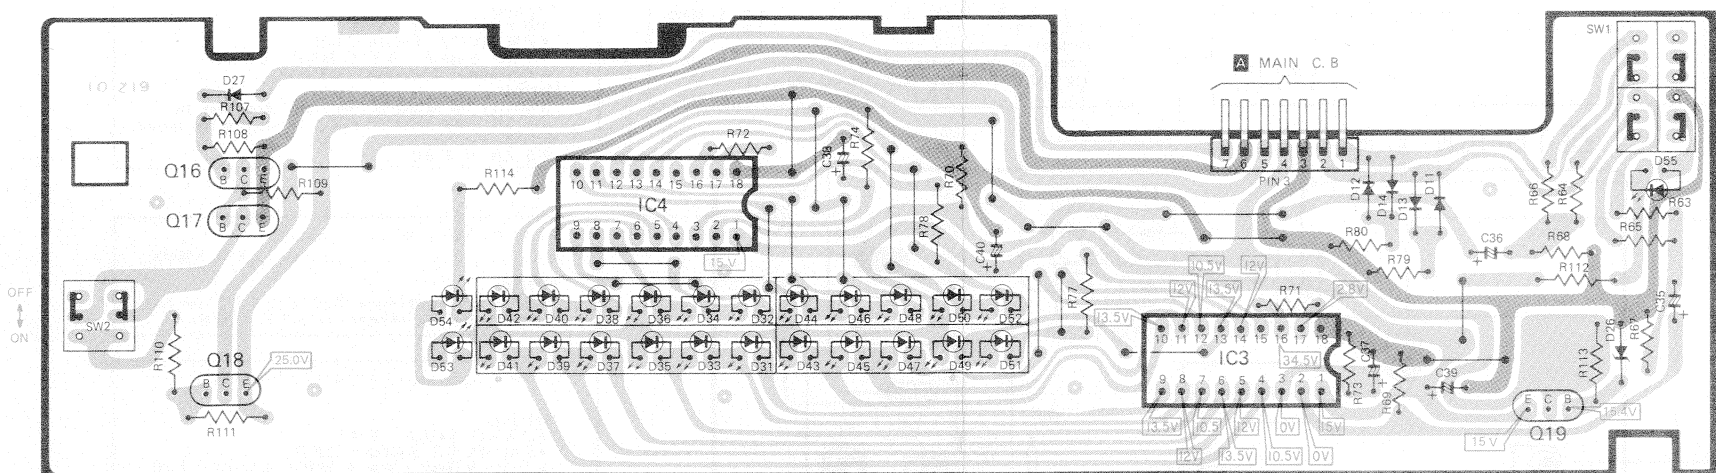 SW1
A MAIN C. B
10 219
D27
R107
R108
Q16
B C E
R109
Q17
B C E
R114
R72
C38
R74
R70
R78
C40
10 11 12 13 14 15 16 17 18
IC4
9 8 7 6 5 4 3 2 1
15 V
7 6 5 4 3 2 1
PIN 3
D12
D14
D13
D11
R66
R64
D55
R63
R65
R80
R79
C36
R68
R112
C35
OFF
ON
SW2
R110
Q18
B C E
25.0V
R111
D54 D42 D40 D38 D36 D34 D32 D44 D46 D48 D50 D52
D53 D41 D39 D37 D35 D33 D31 D43 D45 D47 D49 D51
R77
10.5V
12V
12V
13.5V
R71
2.8V
13.5V
10 11 12 13 14 15 16 17 18
IC3
34.5V
9 8 7 6 5 4 3 2 1
13.5V
10.5
12V
0V
15V
12V
13.5V
10.5V
0V
R73
C37
R69
C39
R113
D26
R67
E C B
15.4V
15 V
Q19